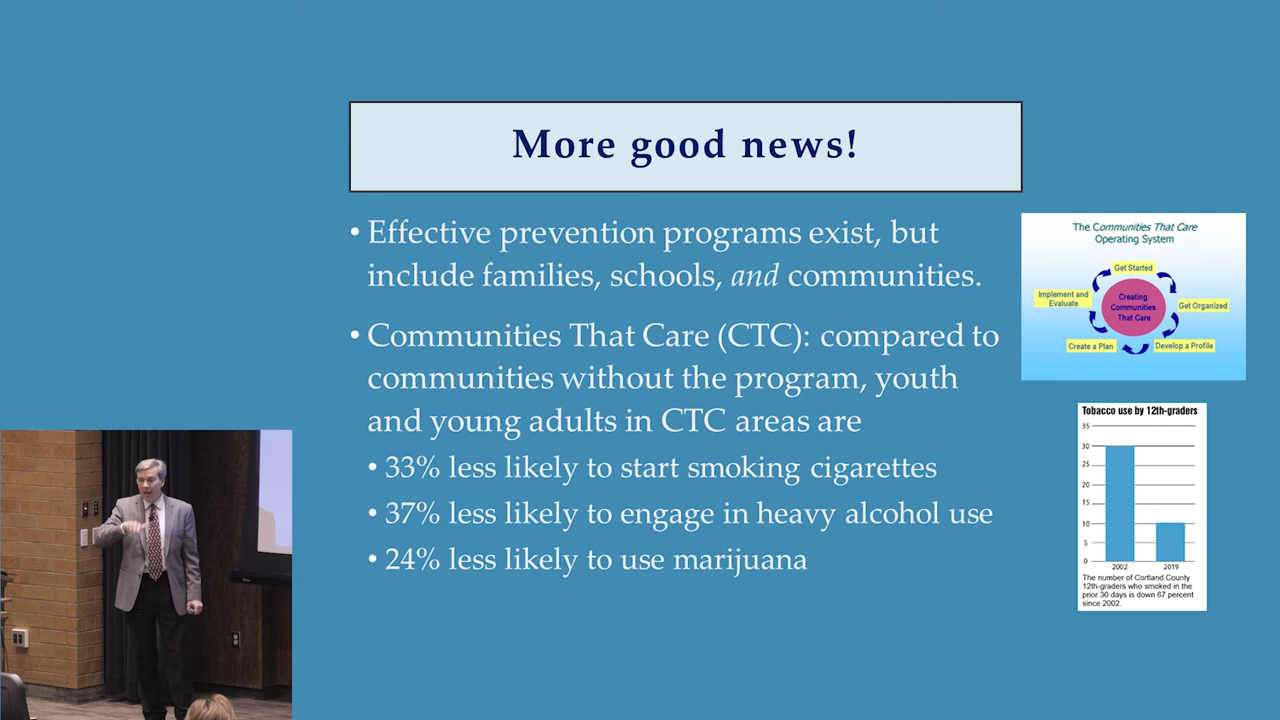 More good news!
• Effective prevention programs exist, but
include families, schools, and communities.
• Communities That Care (CTC): compared to
communities without the program, youth
and young adults in CTC areas are
• 33% less likely to start smoking cigarettes
• 37% less likely to engage in heavy alcohol use
• 24% less likely to use marijuana
The Communities That Care
Operating System
Get Started
Get Organized
Develop a Profile
Create a Plan
Implement and
Evaluate
Creating
Communities
That Care
Tobacco use by 12th-graders
35
30
25
20
15
10
5
0
2002 2019
The number of Cortland County
12th-graders who smoked in the
prior 30 days is down 67 percent
since 2002.